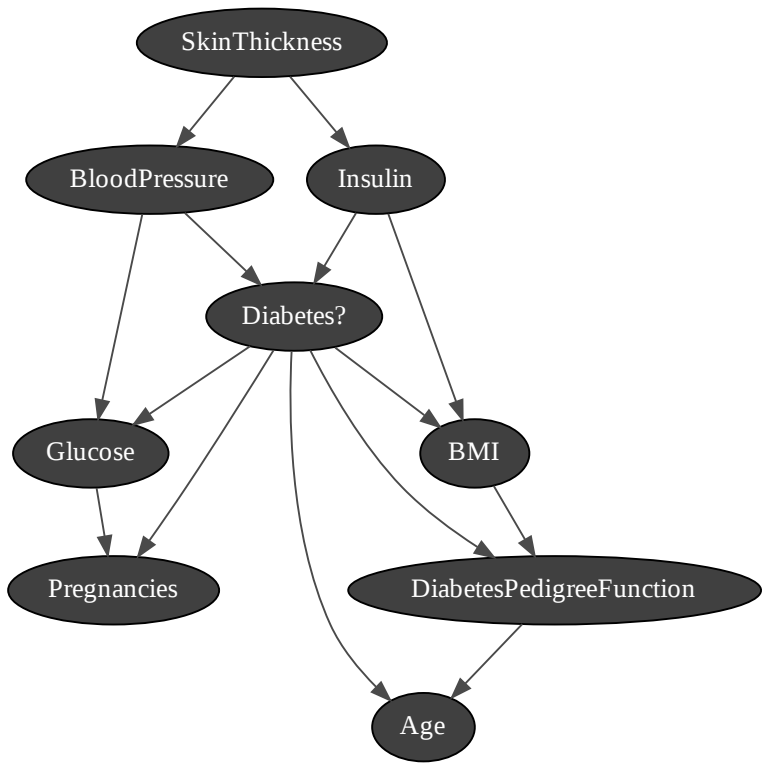 SkinThickness
BloodPressure
Insulin
Diabetes?
Glucose
BMI
Pregnancies
DiabetesPedigreeFunction
Age